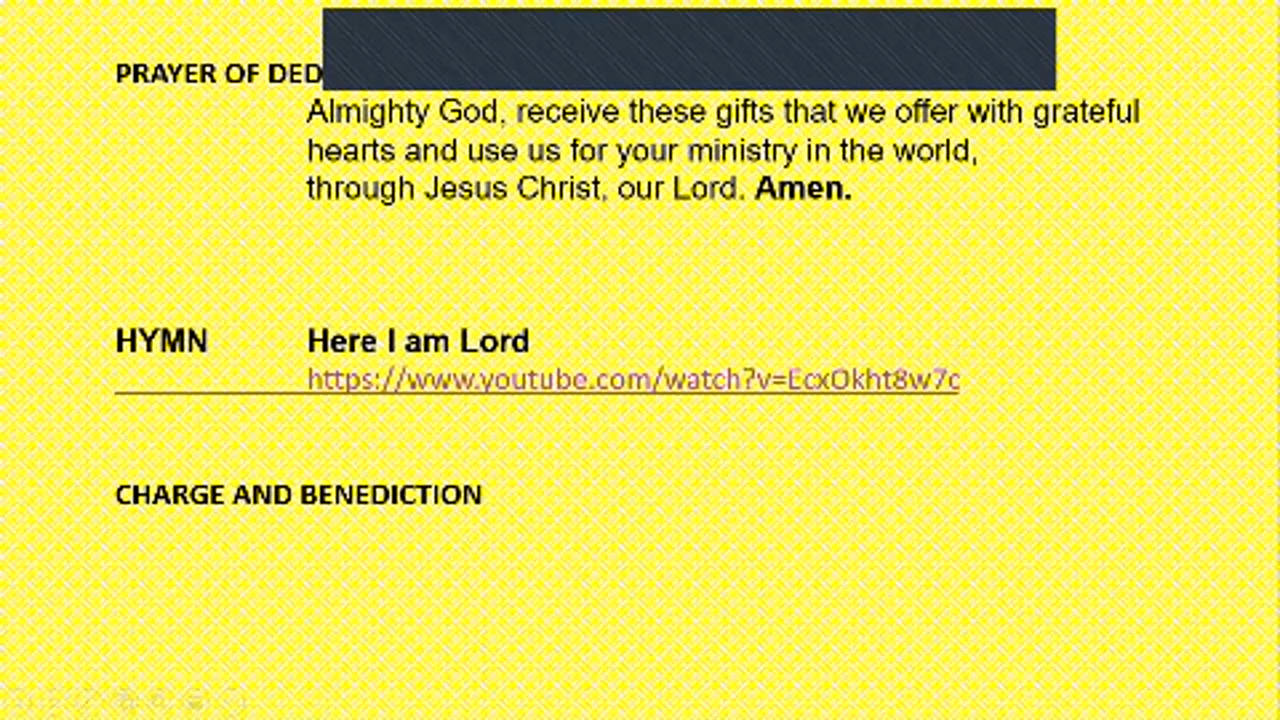 PRAYER OF DED
Almighty God, receive these gifts that we offer with grateful
hearts and use us for your ministry in the world,
through Jesus Christ, our Lord. Amen.
HYMN Here I am Lord
https://www.youtube.com/watch?v=EcxOkht8w7c
CHARGE AND BENEDICTION